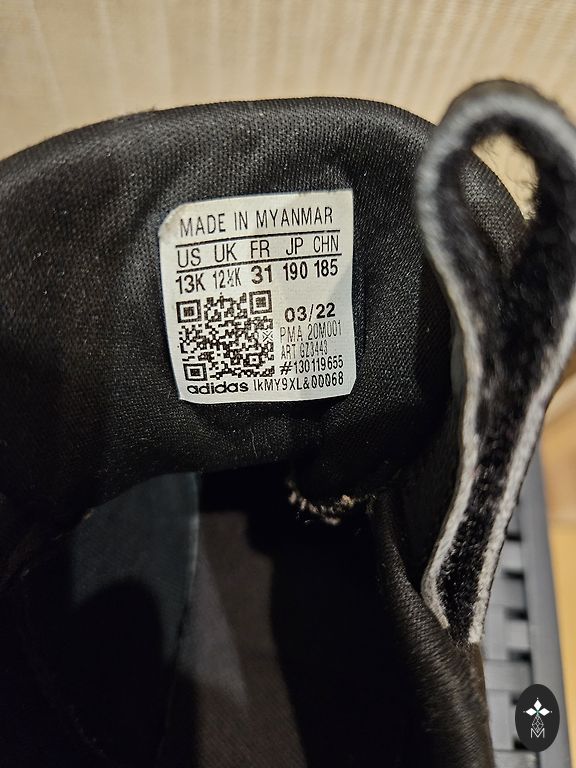 MADE IN MYANMAR
US UK FR JP CHN
13K 12½K 31 190 185
03/22
PMA 20M001
ART GZ3443
#130119655
adidas IkMY9XL&00068
M